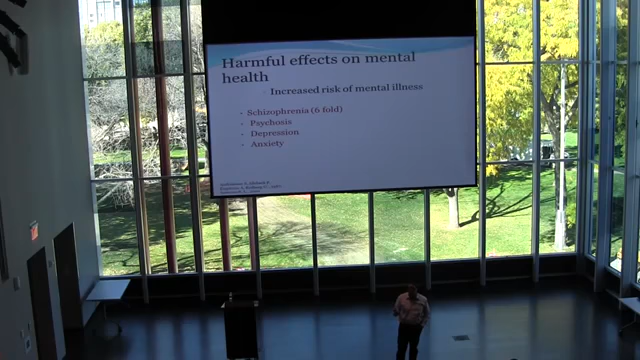 Harmful effects on mental
health
- Increased risk of mental illness
• Schizophrenia (6 fold)
• Psychosis
• Depression
• Anxiety